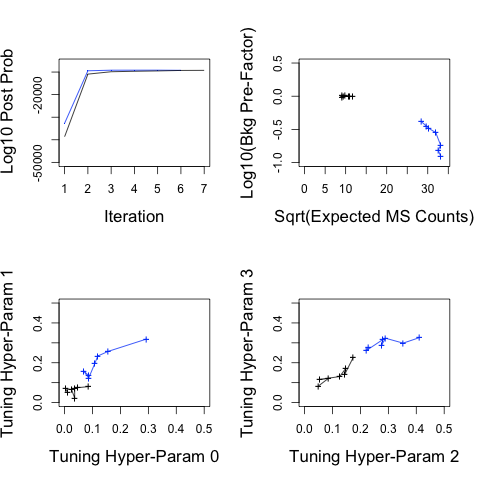 Log10 Post Prob
-50000
-20000
1 2 3 4 5 6 7
Iteration
Log10(Bkg Pre-Factor)
-1.0 -0.5 0.0 0.5
0 5 10 20 30
Sqrt(Expected MS Counts)
Tuning Hyper-Param 1
0.0 0.2 0.4
0.0 0.1 0.2 0.3 0.4 0.5
Tuning Hyper-Param 0
Tuning Hyper-Param 3
0.0 0.2 0.4
0.0 0.1 0.2 0.3 0.4 0.5
Tuning Hyper-Param 2